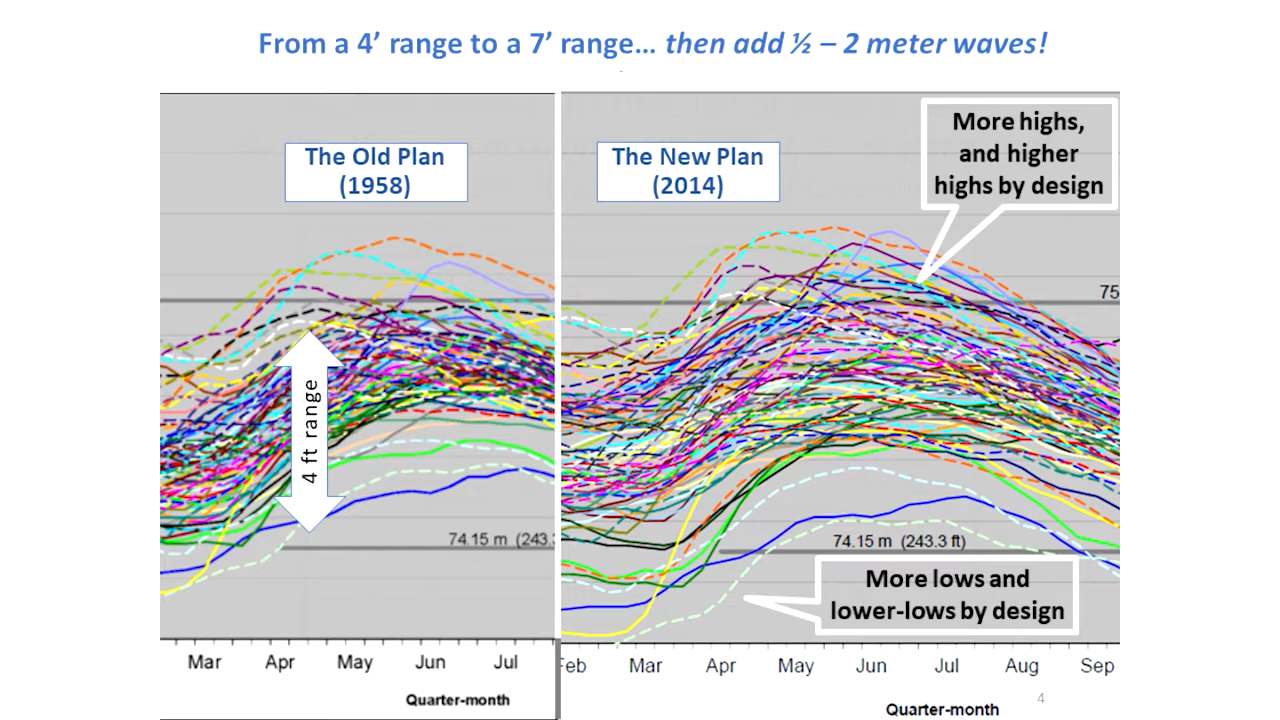 From a 4’ range to a 7’ range… then add ½ – 2 meter waves!
The Old Plan
(1958)
4 ft range
74.15 m (243.3
Mar Apr May Jun Jul
Quarter-month
The New Plan
(2014)
More highs,
and higher
highs by design
75
74.15 m (243.3 ft)
More lows and
lower-lows by design
Feb Mar Apr May Jun Jul Aug Sep
4
Quarter-month